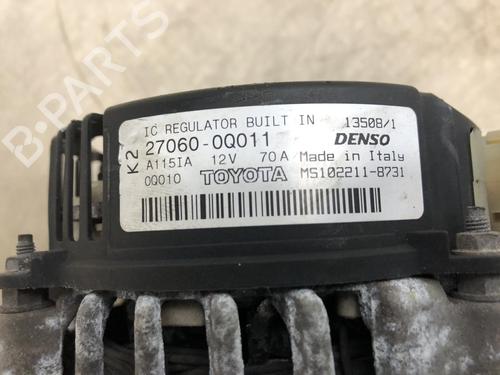 IC REGULATOR BUILT IN 13508/1
K2 27060-0Q011 DENSO
A115IA 12V 70A Made in Italy
0Q010 TOYOTA MS102211-8731
B-PARTS